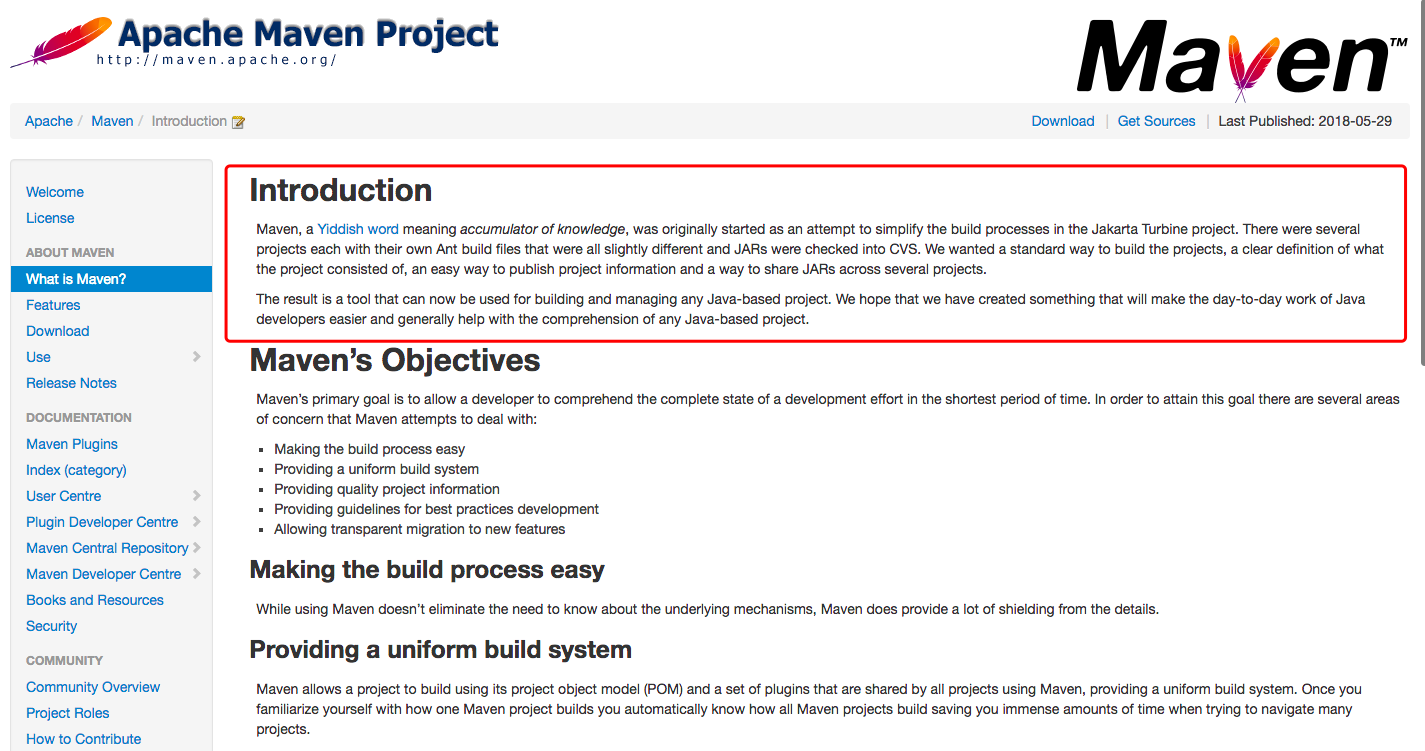 Apache Maven Project
http://maven.apache.org/
Maven™
Apache / Maven / Introduction
Download | Get Sources | Last Published: 2018-05-29
Welcome
License
ABOUT MAVEN
What is Maven?
Features
Download
Use
Release Notes
DOCUMENTATION
Maven Plugins
Index (category)
User Centre
Plugin Developer Centre
Maven Central Repository
Maven Developer Centre
Books and Resources
Security
COMMUNITY
Community Overview
Project Roles
How to Contribute
Introduction
Maven, a Yiddish word meaning accumulator of knowledge, was originally started as an attempt to simplify the build processes in the Jakarta Turbine project. There were several
projects each with their own Ant build files that were all slightly different and JARs were checked into CVS. We wanted a standard way to build the projects, a clear definition of what
the project consisted of, an easy way to publish project information and a way to share JARs across several projects.
The result is a tool that can now be used for building and managing any Java-based project. We hope that we have created something that will make the day-to-day work of Java
developers easier and generally help with the comprehension of any Java-based project.
Maven’s Objectives
Maven’s primary goal is to allow a developer to comprehend the complete state of a development effort in the shortest period of time. In order to attain this goal there are several areas
of concern that Maven attempts to deal with:
▪ Making the build process easy
▪ Providing a uniform build system
▪ Providing quality project information
▪ Providing guidelines for best practices development
▪ Allowing transparent migration to new features
Making the build process easy
While using Maven doesn’t eliminate the need to know about the underlying mechanisms, Maven does provide a lot of shielding from the details.
Providing a uniform build system
Maven allows a project to build using its project object model (POM) and a set of plugins that are shared by all projects using Maven, providing a uniform build system. Once you
familiarize yourself with how one Maven project builds you automatically know how all Maven projects build saving you immense amounts of time when trying to navigate many
projects.